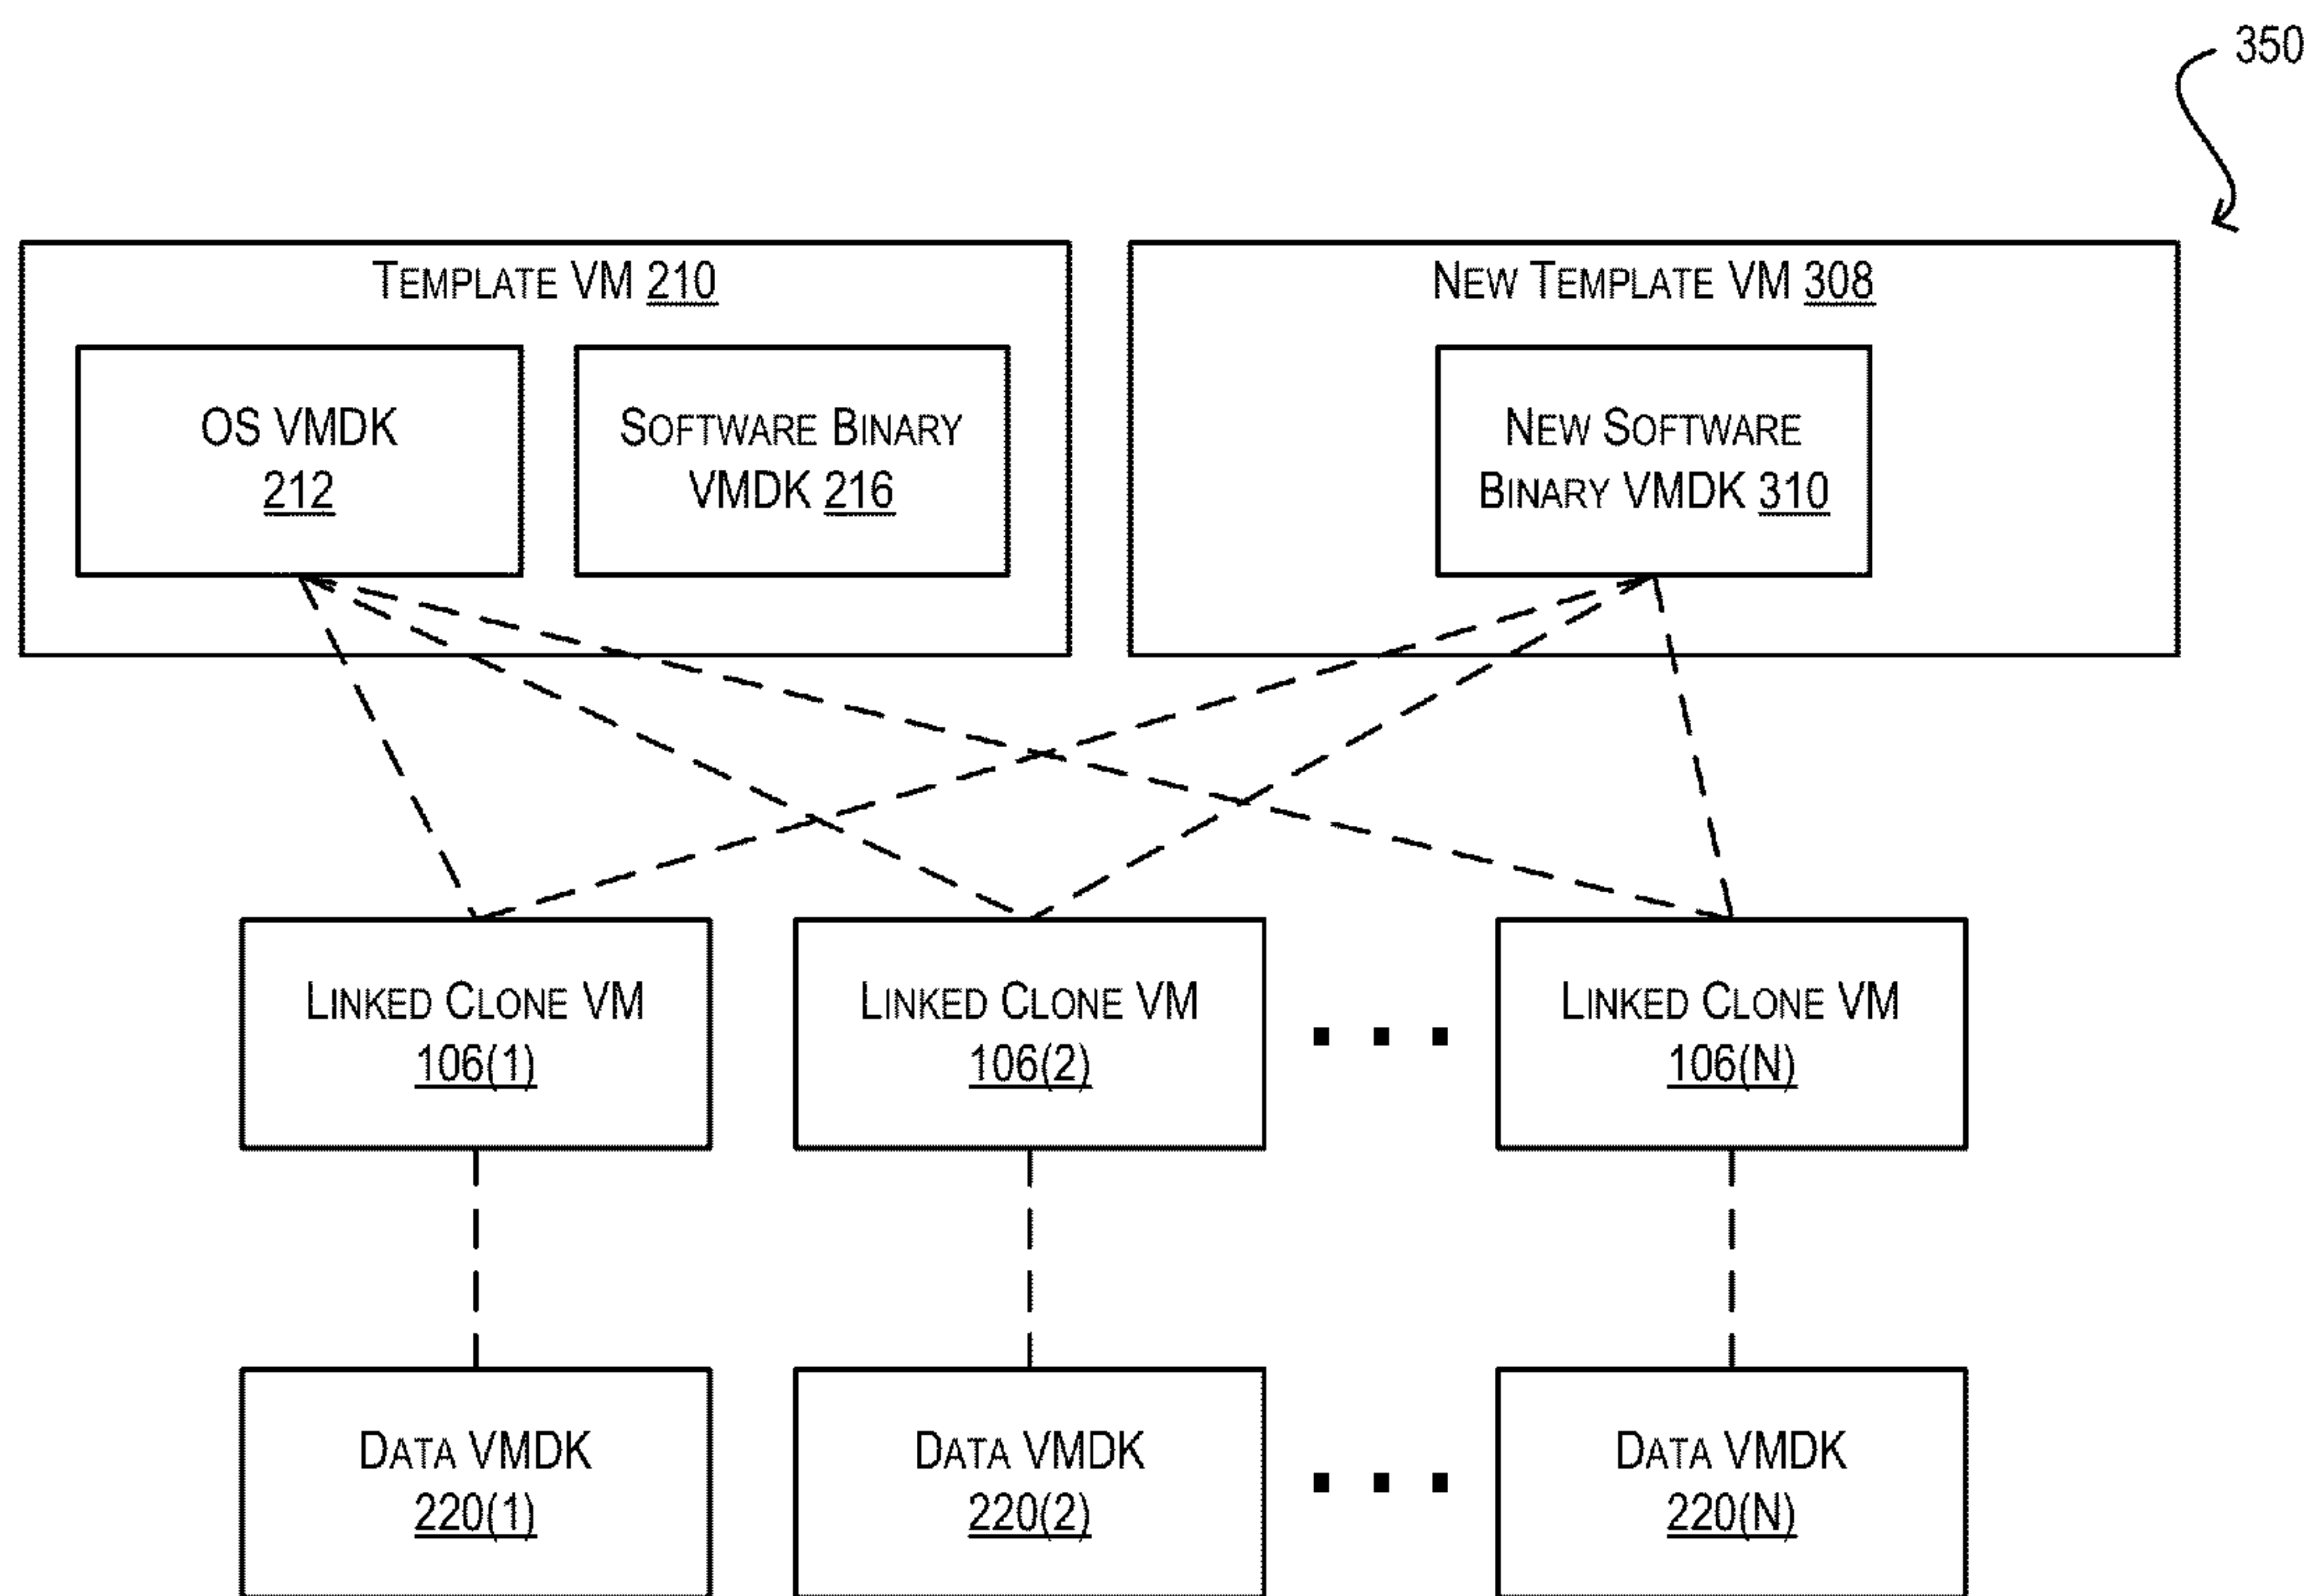 350
Template VM 210
New Template VM 308
OS VMDK
212
Software Binary
VMDK 216
New Software
Binary VMDK 310
Linked Clone VM
106(1)
Linked Clone VM
106(2)
Linked Clone VM
106(N)
Data VMDK
220(1)
Data VMDK
220(2)
Data VMDK
220(N)